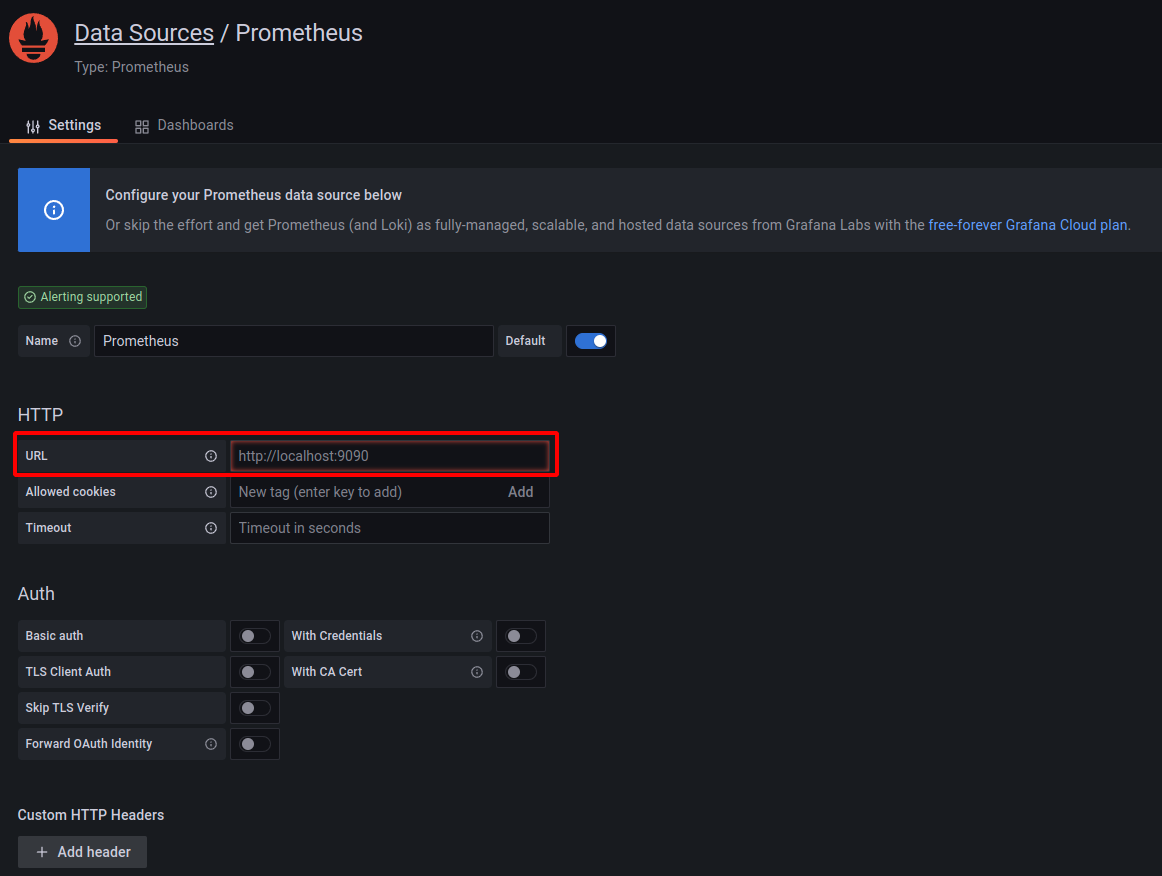 Data Sources / Prometheus
Type: Prometheus
Settings Dashboards
Configure your Prometheus data source below
Or skip the effort and get Prometheus (and Loki) as fully-managed, scalable, and hosted data sources from Grafana Labs with the free-forever Grafana Cloud plan.
Alerting supported
Name Prometheus Default
HTTP
URL http://localhost:9090
Allowed cookies New tag (enter key to add) Add
Timeout Timeout in seconds
Auth
Basic auth With Credentials
TLS Client Auth With CA Cert
Skip TLS Verify
Forward OAuth Identity
Custom HTTP Headers
+ Add header